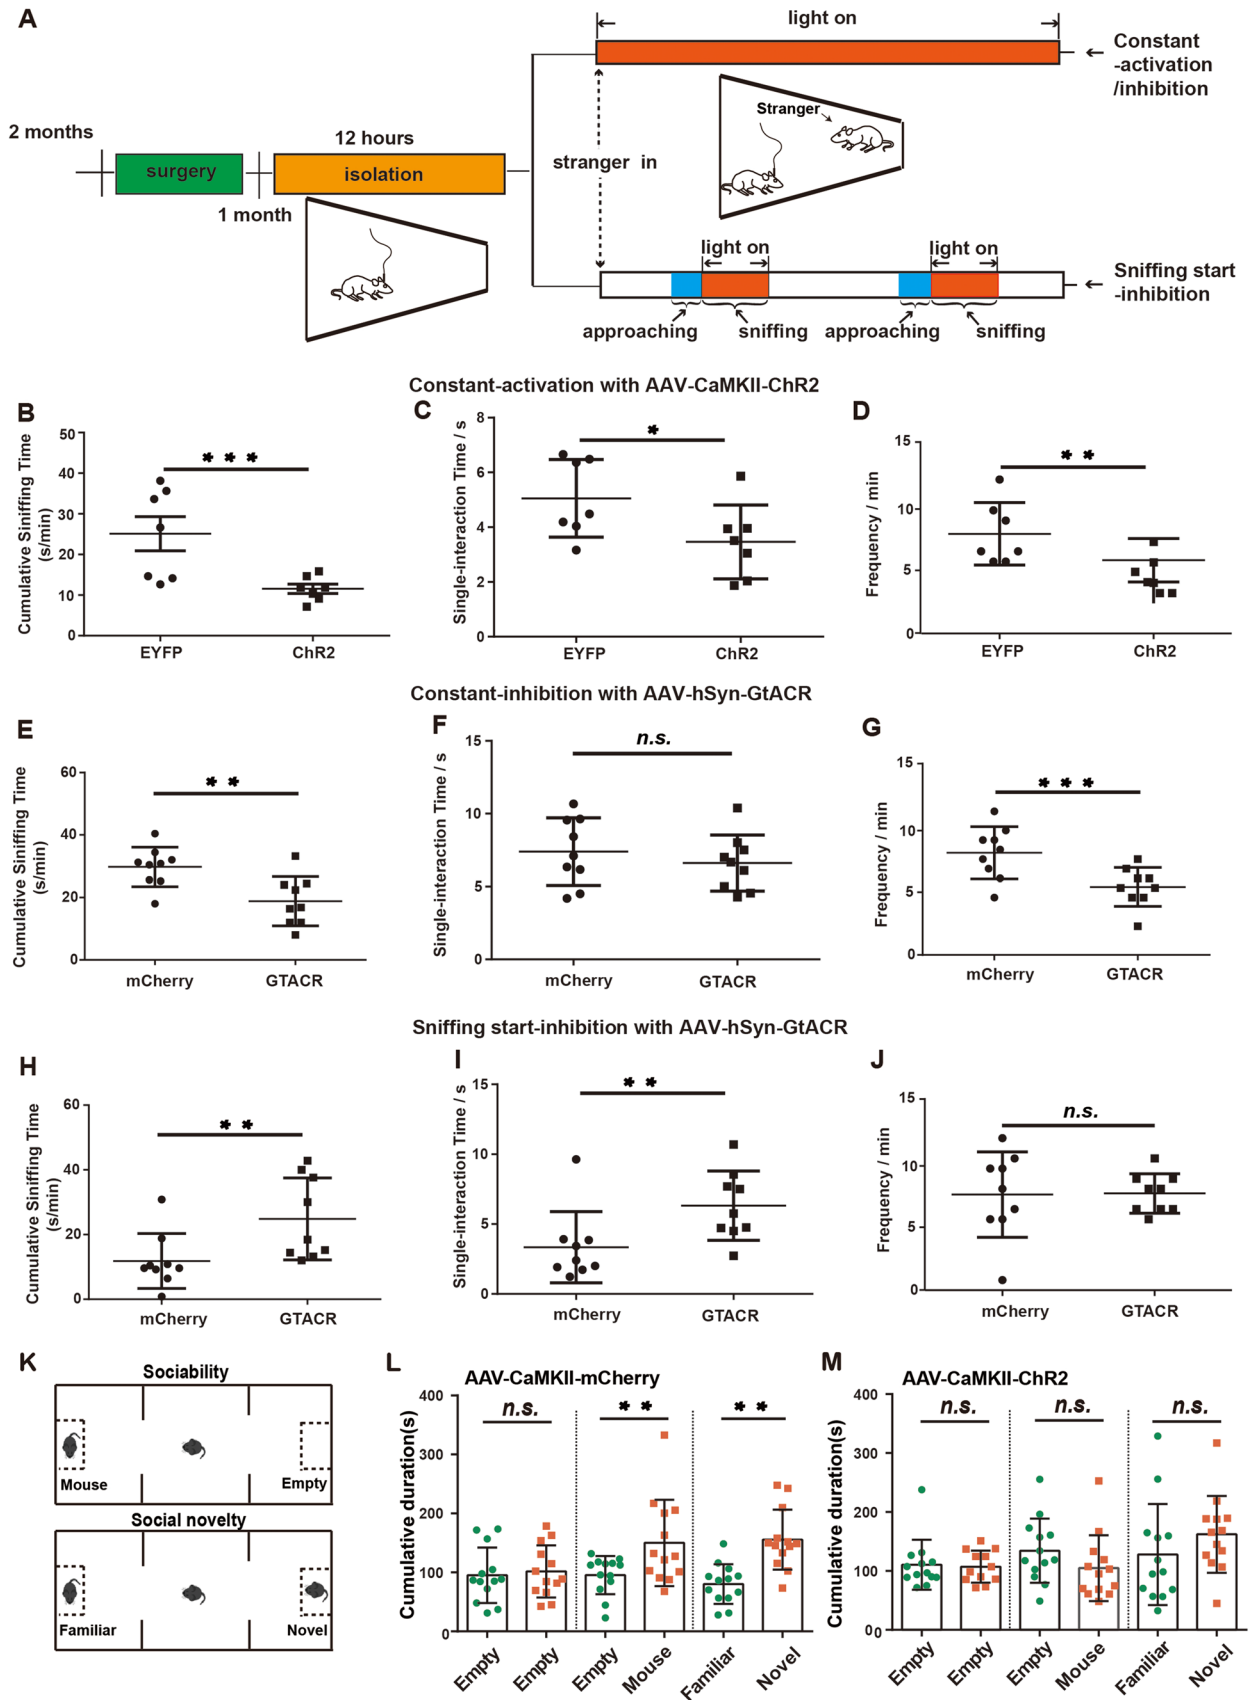 A
light on
Constant
-activation
/inhibition
Stranger
2 months
12 hours
surgery
isolation
stranger in
1 month
light on
light on
Sniffing start
-inhibition
approaching
sniffing
approaching
sniffing
Constant-activation with AAV-CaMKII-ChR2
B
Cumulative Siniffing Time
(s/min)
50
40
30
20
10
0
* * *
EYFP
ChR2
C
Single-interaction Time / s
8
6
4
2
0
*
EYFP
ChR2
D
Frequency / min
15
10
5
0
* *
EYFP
ChR2
Constant-inhibition with AAV-hSyn-GtACR
E
Cumulative Siniffing Time
(s/min)
60
40
20
0
* *
mCherry
GTACR
F
Single-interaction Time / s
15
10
5
0
n.s.
mCherry
GTACR
G
Frequency / min
15
10
5
0
* * *
mCherry
GTACR
Sniffing start-inhibition with AAV-hSyn-GtACR
H
Cumulative Siniffing Time
(s/min)
60
40
20
0
* *
mCherry
GTACR
I
Single-interaction Time / s
15
10
5
0
* *
mCherry
GTACR
J
Frequency / min
15
10
5
0
n.s.
mCherry
GTACR
K
Sociability
Mouse
Empty
Social novelty
Familiar
Novel
L
AAV-CaMKII-mCherry
Cumulative duration(s)
400
300
200
100
0
n.s.
* *
* *
Empty
Empty
Empty
Mouse
Familiar
Novel
M
AAV-CaMKII-ChR2
Cumulative duration(s)
400
300
200
100
0
0
n.s.
n.s.
n.s.
Empty
Empty
Empty
Mouse
Familiar
Novel